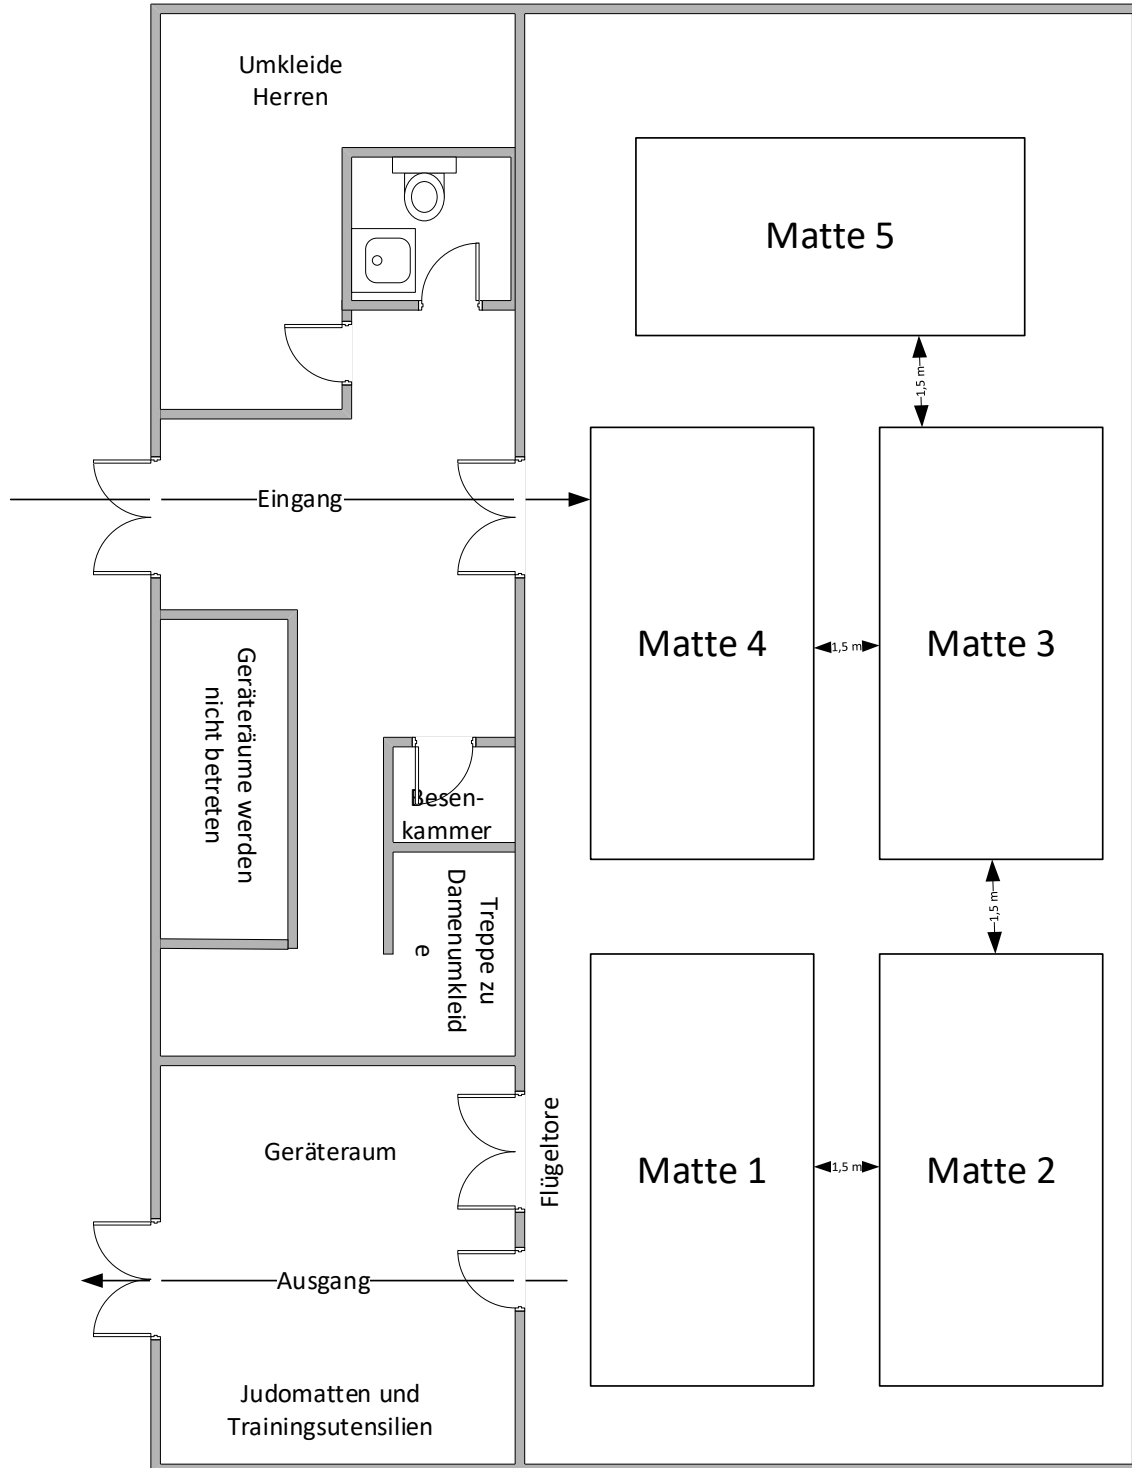 Umkleide
Herren
Matte 5
1,5 m
Eingang
Matte 4
1,5 m
Matte 3
Geräteräume werden
nicht betreten
Besen-
kammer
Treppe zu
Damenumkleid
e
1,5 m
Geräteraum
Flügeltore
Matte 1
1,5 m
Matte 2
Ausgang
Judomatten und
Trainingsutensilien